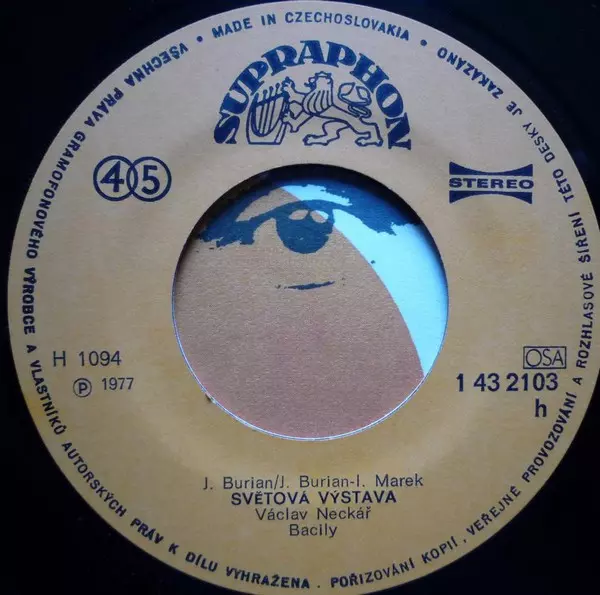 VŠECHNA PRÁVA GRAMOFONOVÉHO VÝROBCE A VLASTNÍKŮ AUTORSKÝCH PRÁV K DÍLU VYHRAŽENA . POŘIZOVÁNÍ KOPIÍ, VEŘEJNÉ PROVOZOVÁNÍ A ROZHLASOVÉ ŠÍŘENÍ TÉTO DESKY JE ZAKÁZÁNO
• MADE IN CZECHOSLOVAKIA •
SUPRAPHON
45
STEREO
H 1094
Ⓟ 1977
OSA
1 43 2103
h
J. Burian/J. Burian-I. Marek
SVĚTOVÁ VÝSTAVA
Václav Neckář
Bacily